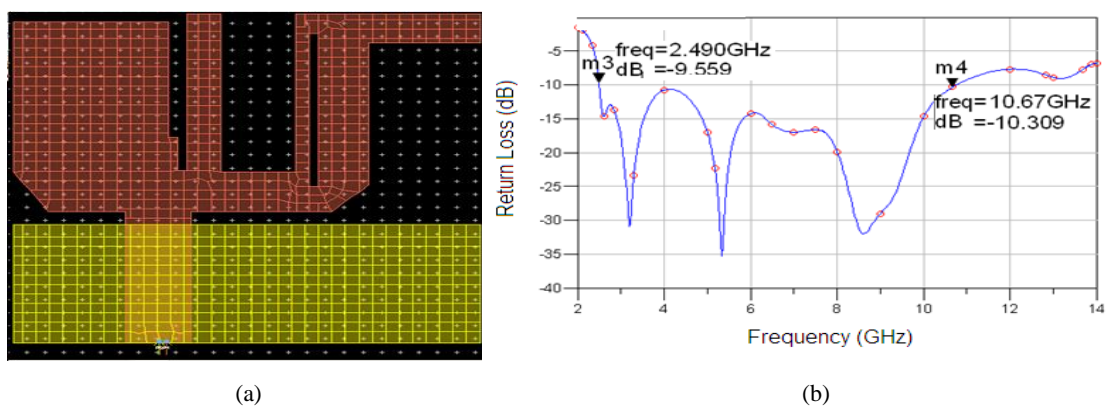 freq=2.490GHz
dB =-9.559
m3
m4
freq=10.67GHz
dB =-10.309
Return Loss (dB)
-5
-10
-15
-20
-25
-30
-35
-40
2 4 6 8 10 12 14
Frequency (GHz)
(a) (b)